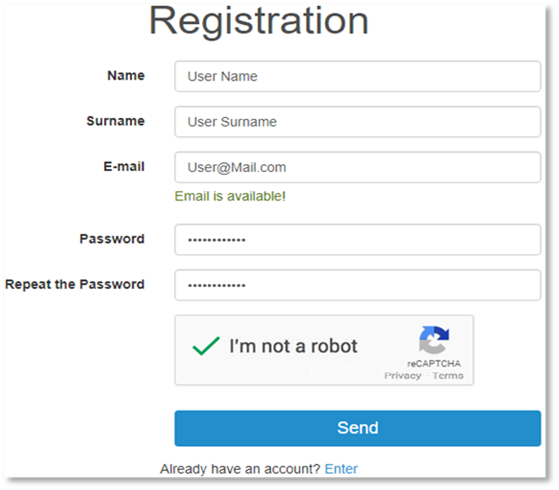 Registration
Name User Name
Surname User Surname
E-mail User@Mail.com
Email is available!
Password ••••••••••••
Repeat the Password ••••••••••••
I'm not a robot
reCAPTCHA
Privacy - Terms
Send
Already have an account? Enter